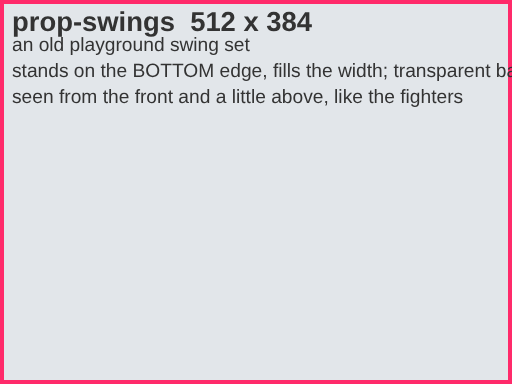 prop-swings 512 x 384
an old playground swing set
stands on the BOTTOM edge, fills the width; transparent
seen from the front and a little above, like the fighters